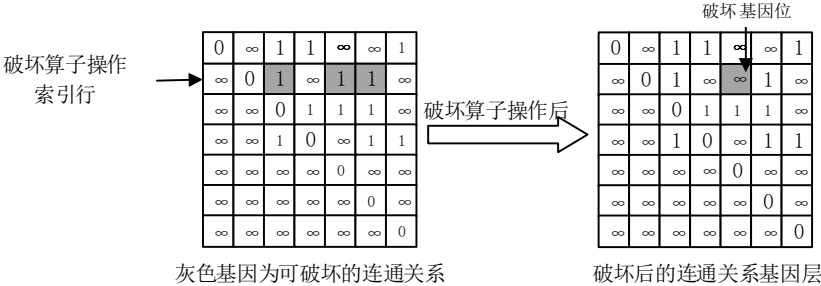 破坏基因位
破坏算子操作
索引行
0 ∞ 1 1 ∞ ∞ 1
∞ 0 1 ∞ 1 1 ∞
∞ ∞ 0 1 1 1 ∞
∞ ∞ 1 0 ∞ 1 1
∞ ∞ ∞ ∞ 0 ∞ ∞
∞ ∞ ∞ ∞ ∞ 0 ∞
∞ ∞ ∞ ∞ ∞ ∞ 0
灰色基因为可破坏的连通关系
破坏算子操作后
0 ∞ 1 1 ∞ ∞ 1
∞ 0 1 ∞ ∞ 1 ∞
∞ ∞ 0 1 1 1 ∞
∞ ∞ 1 0 ∞ 1 1
∞ ∞ ∞ ∞ 0 ∞ ∞
∞ ∞ ∞ ∞ ∞ 0 ∞
∞ ∞ ∞ ∞ ∞ ∞ 0
破坏后的连通关系基因层